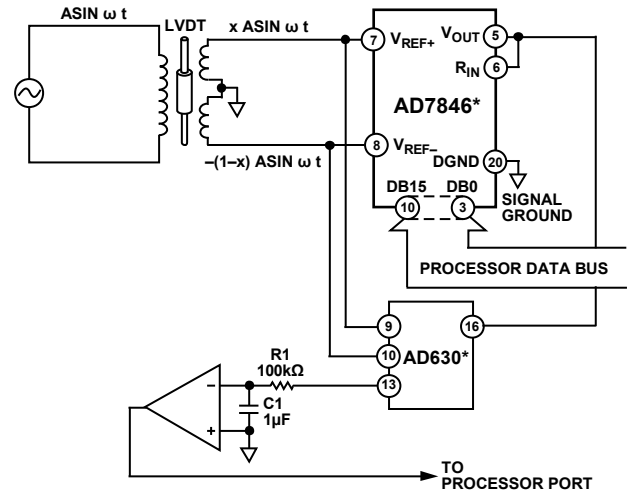 ASIN ω t
LVDT
x ASIN ω t
–(1–x) ASIN ω t
7
VREF+
VOUT
5
RIN
6
AD7846*
8
VREF–
DGND
20
DB15
DB0
10
3
SIGNAL
GROUND
PROCESSOR DATA BUS
9
16
10
AD630*
13
R1
100kΩ
C1
1µF
–
+
TO
PROCESSOR PORT